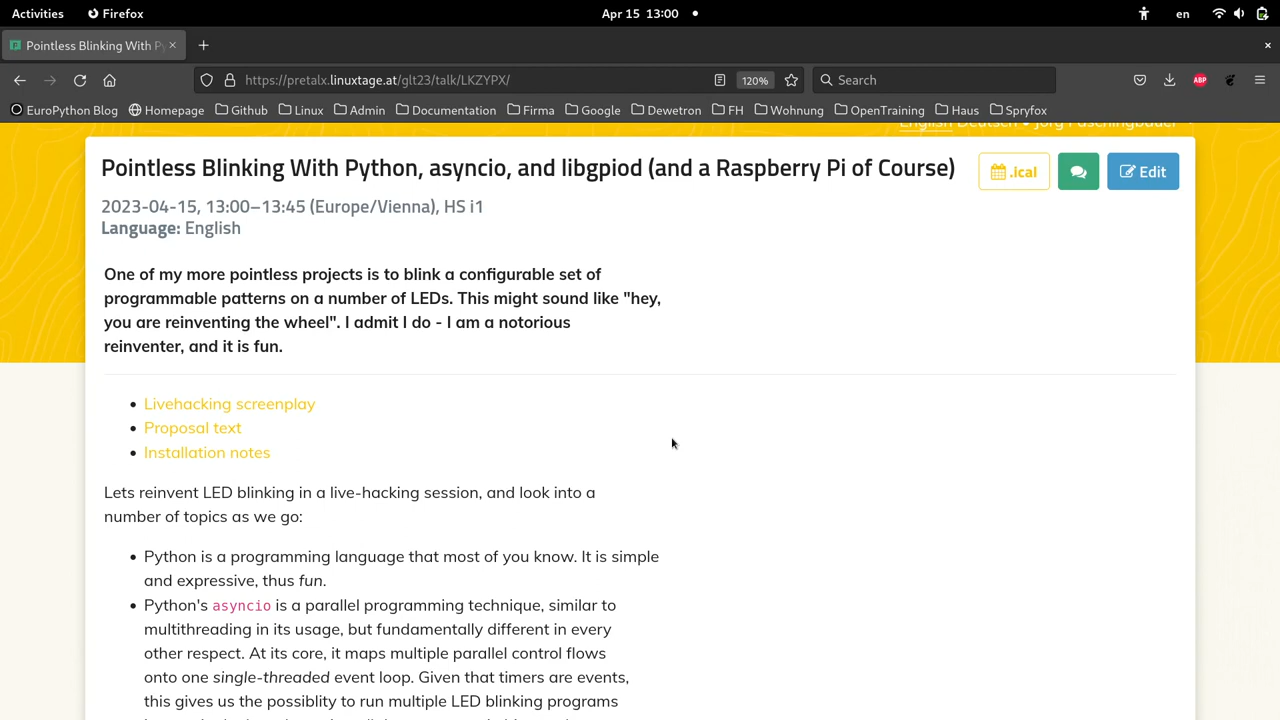 Activities Firefox Apr 15 13:00 en
Pointless Blinking With Py
https://pretalx.linuxtage.at/glt23/talk/LKZYPX/ 120% Search
EuroPython Blog Homepage Github Linux Admin Documentation Firma Google Dewetron FH Wohnung OpenTraining Haus Spryfox
English Deutsch
Pointless Blinking With Python, asyncio, and libgpiod (and a Raspberry Pi of Course) .ical Edit
2023-04-15, 13:00–13:45 (Europe/Vienna), HS i1
Language: English
One of my more pointless projects is to blink a configurable set of
programmable patterns on a number of LEDs. This might sound like "hey,
you are reinventing the wheel". I admit I do - I am a notorious
reinventer, and it is fun.
Livehacking screenplay
Proposal text
Installation notes
Lets reinvent LED blinking in a live-hacking session, and look into a
number of topics as we go:
Python is a programming language that most of you know. It is simple
and expressive, thus fun.
Python's asyncio is a parallel programming technique, similar to
multithreading in its usage, but fundamentally different in every
other respect. At its core, it maps multiple parallel control flows
onto one single-threaded event loop. Given that timers are events,
this gives us the possiblity to run multiple LED blinking programs